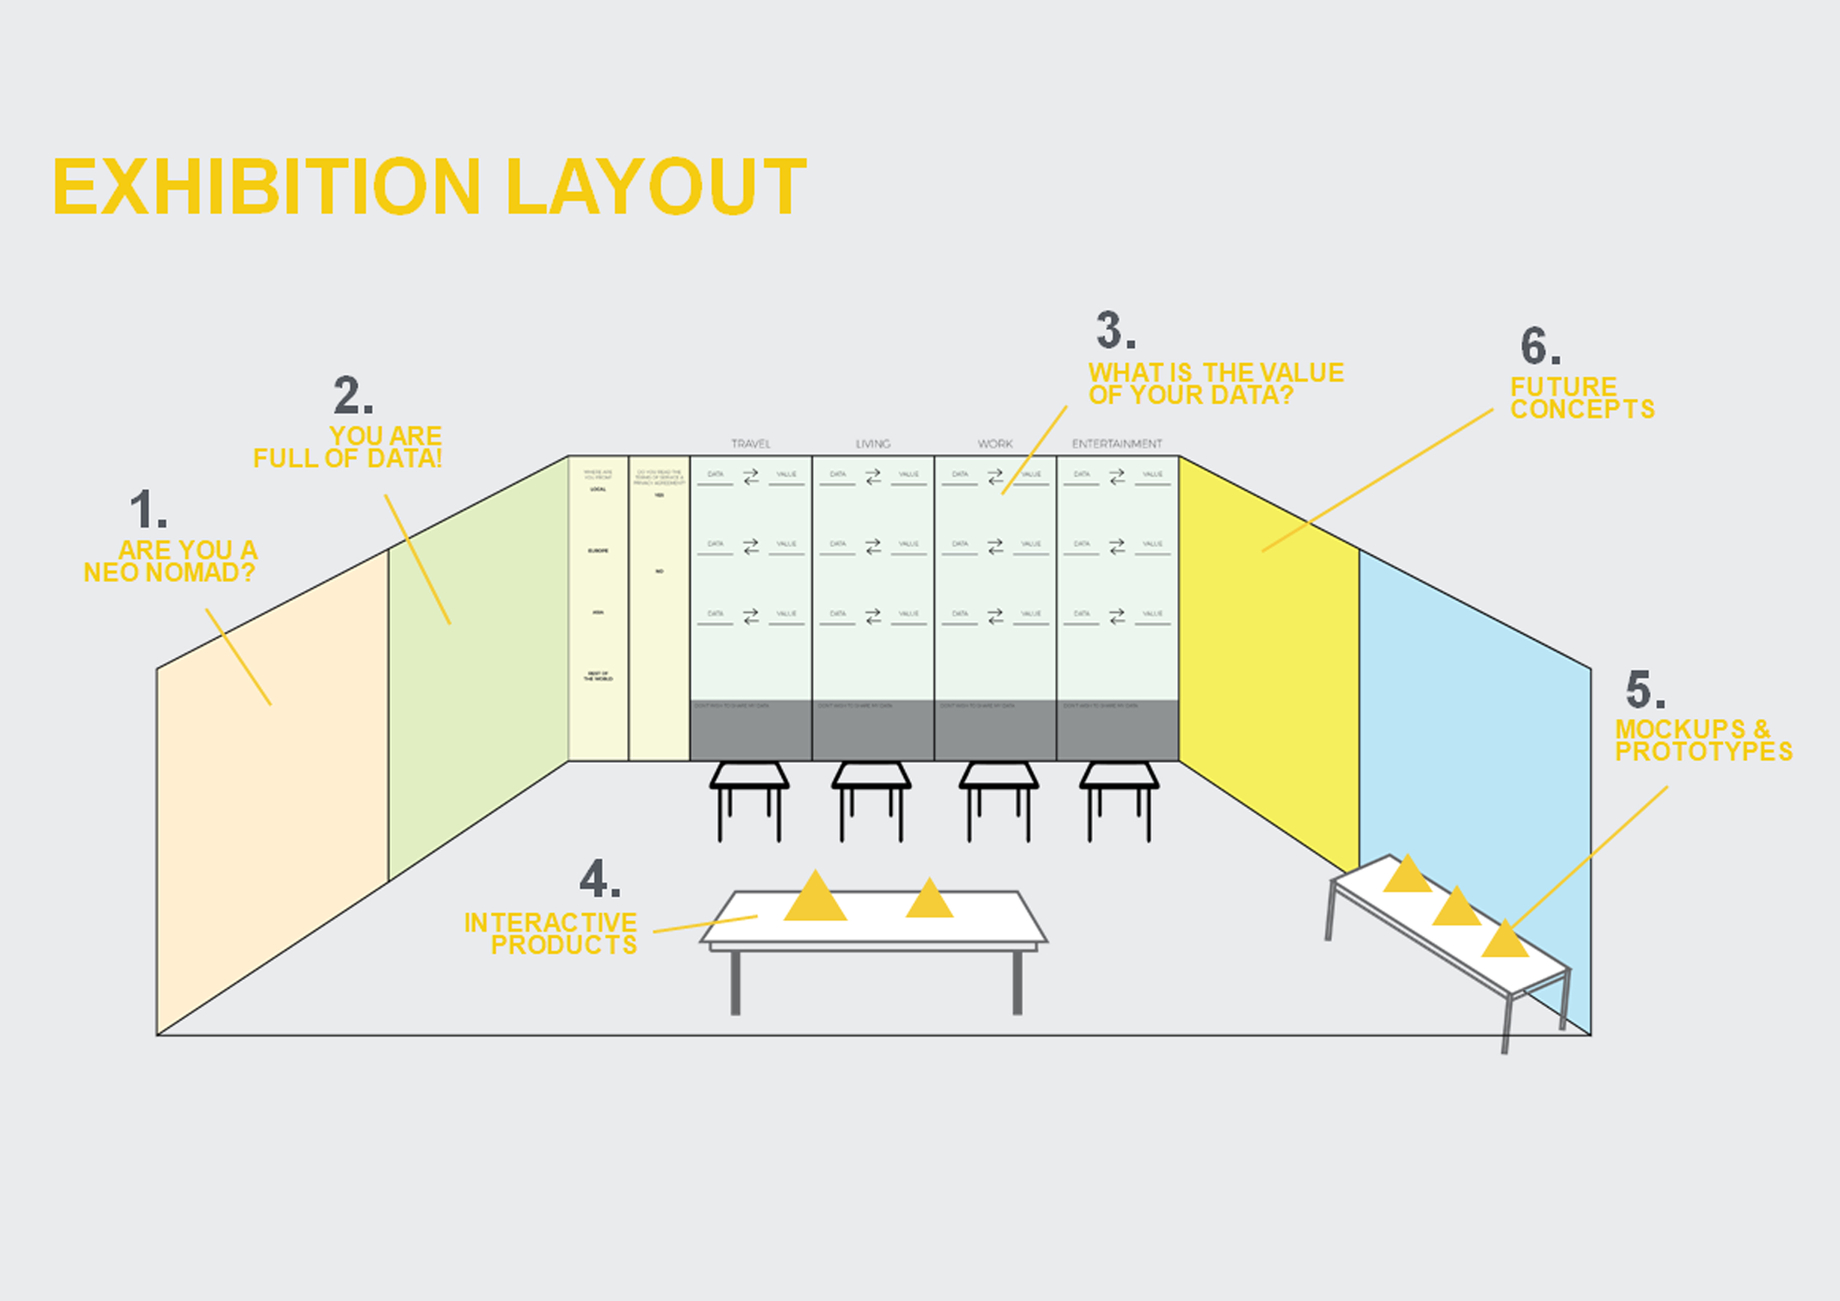 EXHIBITION LAYOUT
1.
ARE YOU A
NEO NOMAD?
2.
YOU ARE
FULL OF DATA!
3.
WHAT IS THE VALUE
OF YOUR DATA?
6.
FUTURE
CONCEPTS
5.
MOCKUPS &
PROTOTYPES
4.
INTERACTIVE
PRODUCTS
TRAVEL LIVING WORK ENTERTAINMENT
WHERE ARE
YOU FROM?
LOCAL
EUROPE
ASIA
REST OF
THE WORLD
DO YOU READ THE
TERMS OF SERVICE &
PRIVACY AGREEMENT?
YES
NO
DATA VALUE DATA VALUE DATA VALUE DATA VALUE
DATA VALUE DATA VALUE DATA VALUE DATA VALUE
DATA VALUE DATA VALUE DATA VALUE DATA VALUE
DON'T WISH TO SHARE MY DATA DON'T WISH TO SHARE MY DATA DON'T WISH TO SHARE MY DATA DON'T WISH TO SHARE MY DATA